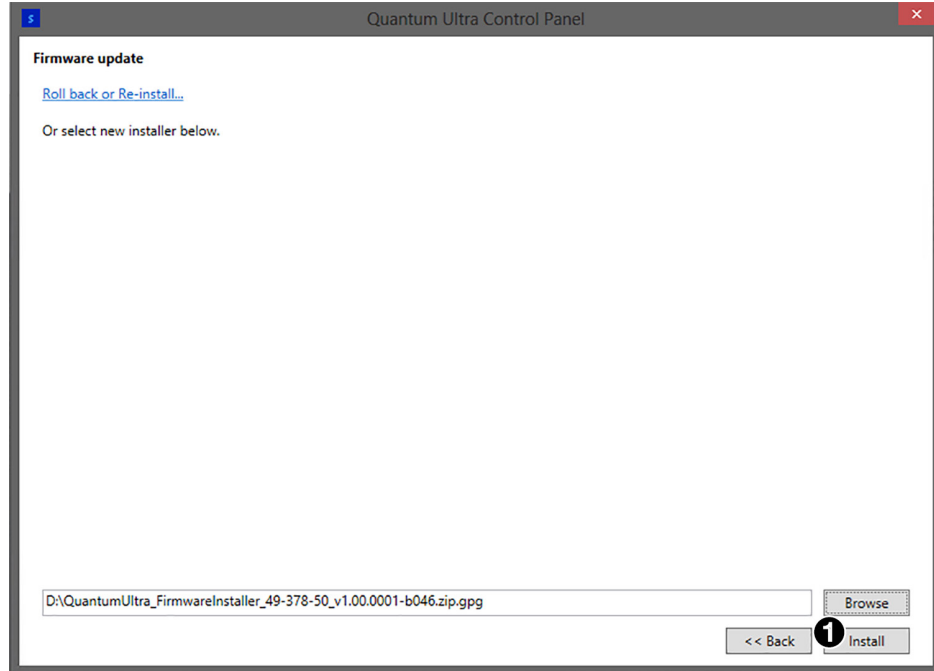 S
Quantum Ultra Control Panel
Firmware update
Roll back or Re-install...
Or select new installer below.
D:\QuantumUltra_FirmwareInstaller_49-378-50_v1.00.0001-b046.zip.gpg
Browse
<< Back
1
Install